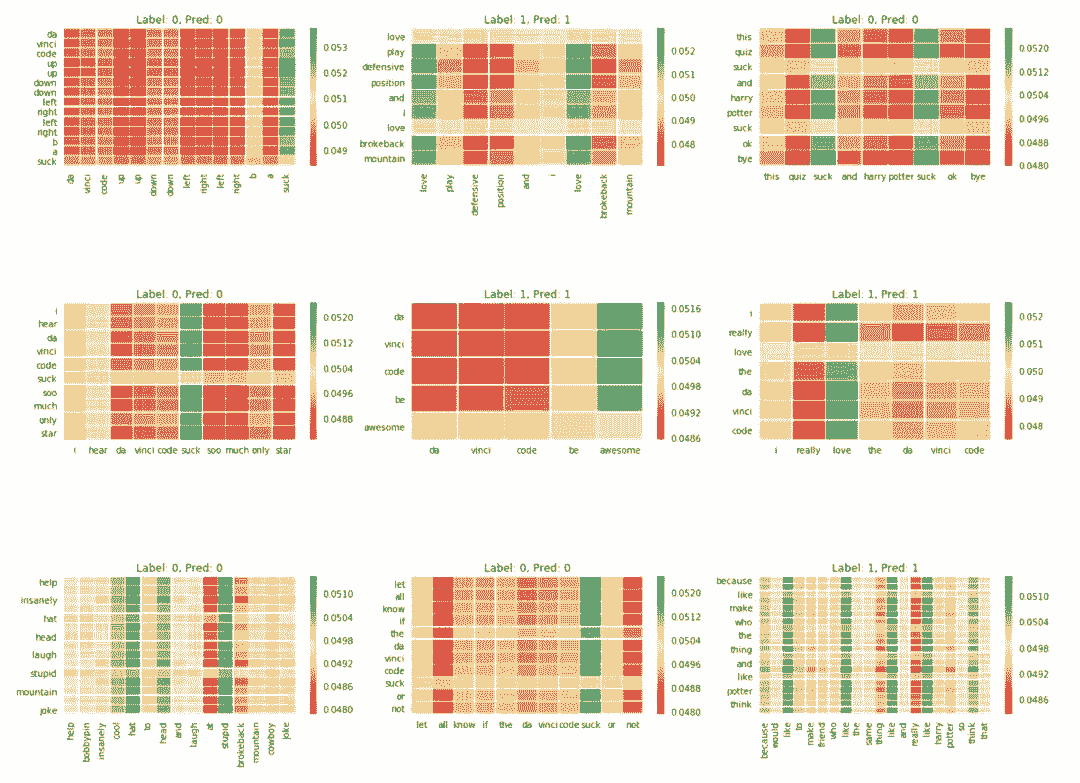 Label: 0, Pred: 0
da
vinci
code
up
up
down
down
left
right
left
right
b
a
suck
0.053
0.052
0.051
0.050
0.049
da vinci code up up down down left right left right b a suck
Label: 1, Pred: 1
love
play
defensive
position
and
i
love
brokeback
mountain
0.052
0.051
0.050
0.049
0.048
love play defensive position and i love brokeback mountain
Label: 0, Pred: 0
this
quiz
suck
and
harry
potter
suck
ok
bye
0.0520
0.0512
0.0504
0.0496
0.0488
0.0480
this quiz suck and harry potter suck ok bye
Label: 0, Pred: 0
i
hear
da
vinci
code
suck
soo
much
only
star
0.0520
0.0512
0.0504
0.0496
0.0488
i hear da vinci code suck soo much only star
Label: 1, Pred: 1
da
vinci
code
be
awesome
0.0516
0.0510
0.0504
0.0498
0.0492
0.0486
da vinci code be awesome
Label: 1, Pred: 1
i
really
love
the
da
vinci
code
0.052
0.051
0.050
0.049
0.048
i really love the da vinci code
Label: 0, Pred: 0
help
insanely
hat
head
laugh
stupid
mountain
joke
0.0510
0.0504
0.0498
0.0492
0.0486
0.0480
help bobbypin insanely cool hat to head and laugh at stupid brokeback mountain cowboy joke
Label: 0, Pred: 0
let
all
know
if
the
da
vinci
code
suck
or
not
0.0520
0.0512
0.0504
0.0496
0.0488
0.0480
let all know if the da vinci code suck or not
Label: 1, Pred: 1
because
like
make
who
the
thing
and
like
potter
think
0.0510
0.0504
0.0498
0.0492
0.0486
because would like to make friend who like the same thing like and really like harry potter so think that